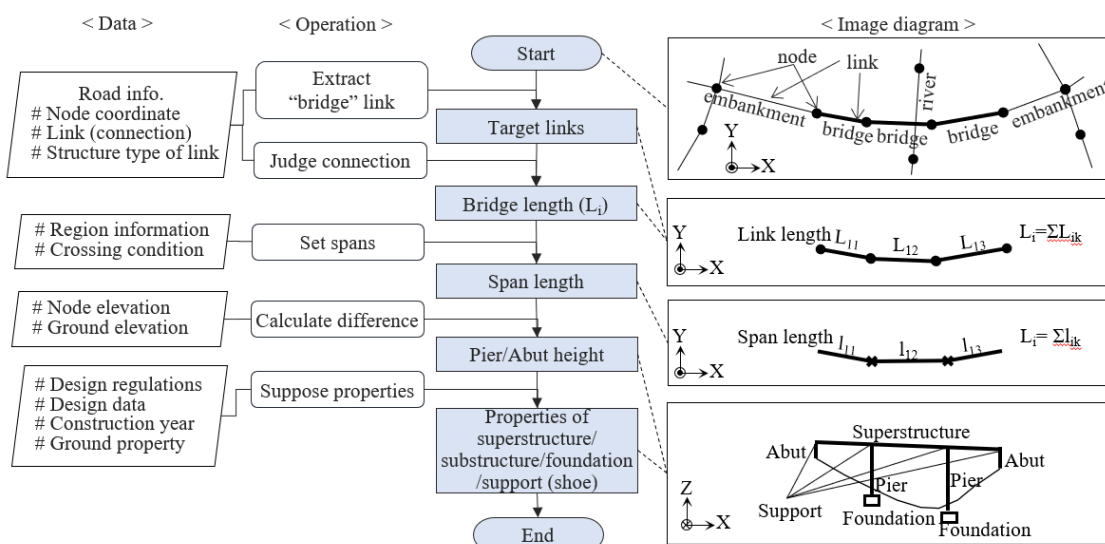 < Data >
< Operation >
< Image diagram >
Start
Road info.
# Node coordinate
# Link (connection)
# Structure type of link
Extract
“bridge” link
Target links
Judge connection
Bridge length (Li)
# Region information
# Crossing condition
Set spans
Span length
# Node elevation
# Ground elevation
Calculate difference
Pier/Abut height
# Design regulations
# Design data
# Construction year
# Ground property
Suppose properties
Properties of
superstructure/
substructure/foundation
/support (shoe)
End
node
link
river
embankment
bridge
bridge
bridge
embankment
Y
X
Y
X
Link length
L11
L12
L13
Li=ΣLik
Y
X
Span length
l11
l12
l13
Li= Σlik
Superstructure
Abut
Abut
Pier
Pier
Support
Foundation
Foundation
Z
X